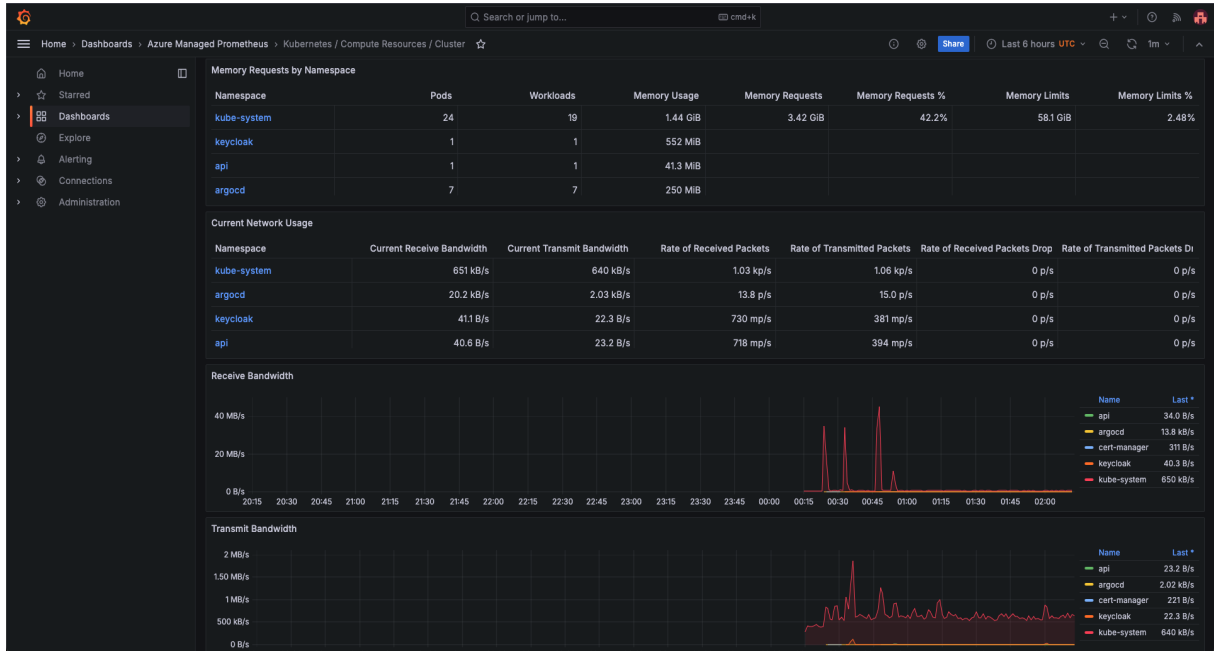 Search or jump to... cmd+k
Home › Dashboards › Azure Managed Prometheus › Kubernetes / Compute Resources / Cluster Share Last 6 hours UTC 1m
Home
Starred
Dashboards
Explore
Alerting
Connections
Administration
Memory Requests by Namespace
Namespace Pods Workloads Memory Usage Memory Requests Memory Requests % Memory Limits Memory Limits %
kube-system 24 19 1.44 GiB 3.42 GiB 42.2% 58.1 GiB 2.48%
keycloak 1 1 552 MiB
api 1 1 41.3 MiB
argocd 7 7 250 MiB
Current Network Usage
Namespace Current Receive Bandwidth Current Transmit Bandwidth Rate of Received Packets Rate of Transmitted Packets Rate of Received Packets Drop Rate of Transmitted Packets Dr
kube-system 651 kB/s 640 kB/s 1.03 kp/s 1.06 kp/s 0 p/s 0 p/s
argocd 20.2 kB/s 2.03 kB/s 13.8 p/s 15.0 p/s 0 p/s 0 p/s
keycloak 41.1 B/s 22.3 B/s 730 mp/s 381 mp/s 0 p/s 0 p/s
api 40.6 B/s 23.2 B/s 718 mp/s 394 mp/s 0 p/s 0 p/s
Receive Bandwidth
40 MB/s
20 MB/s
0 B/s
20:15 20:30 20:45 21:00 21:15 21:30 21:45 22:00 22:15 22:30 22:45 23:00 23:15 23:30 23:45 00:00 00:15 00:30 00:45 01:00 01:15 01:30 01:45 02:00
Name Last *
api 34.0 B/s
argocd 13.8 kB/s
cert-manager 311 B/s
keycloak 40.3 B/s
kube-system 650 kB/s
Transmit Bandwidth
2 MB/s
1.50 MB/s
1 MB/s
500 kB/s
0 B/s
Name Last *
api 23.2 B/s
argocd 2.02 kB/s
cert-manager 221 B/s
keycloak 22.3 B/s
kube-system 640 kB/s